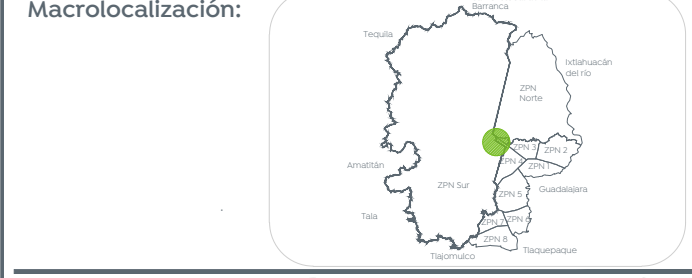 Macrolocalización:
Barranca
Tequila
Ixtlahuacán
del río
ZPN
Norte
ZPN 3
ZPN 2
ZPN 4
ZPN 1
Amatitán
ZPN Sur
ZPN 5
Guadalajara
Tala
ZPN 7
ZPN 6
ZPN 8
Tlajomulco
Tlaquepaque